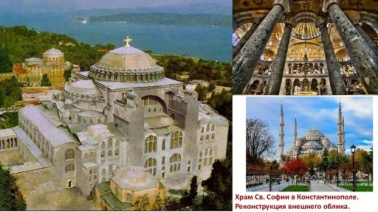 Храм Св. Софии в Константинополе.
Реконструкция внешнего облика.